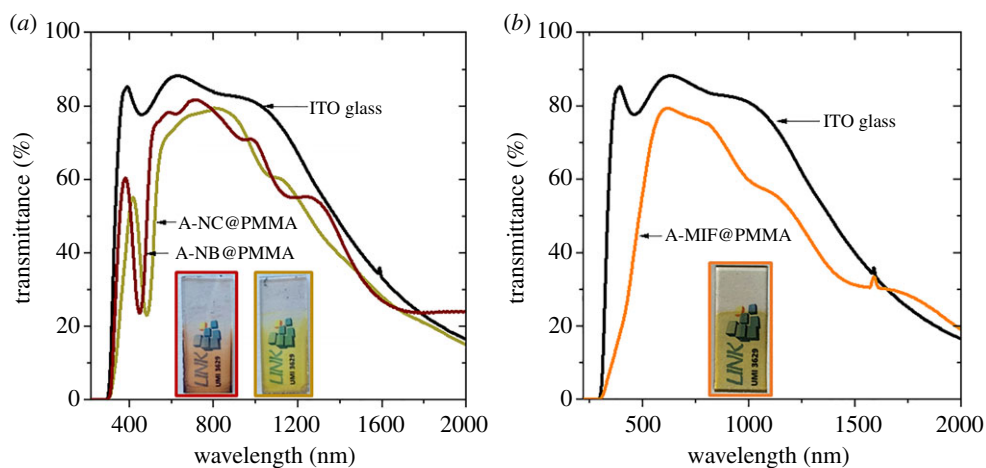 (a)
100
80
60
40
20
0
transmittance (%)
ITO glass
A-NC@PMMA
A-NB@PMMA
LINK
UMI 3629
LINK
UMI 3629
400
800
1200
1600
2000
wavelength (nm)
(b)
100
80
60
40
20
0
transmittance (%)
ITO glass
A-MIF@PMMA
LINK
UMI 3629
500
1000
1500
2000
wavelength (nm)